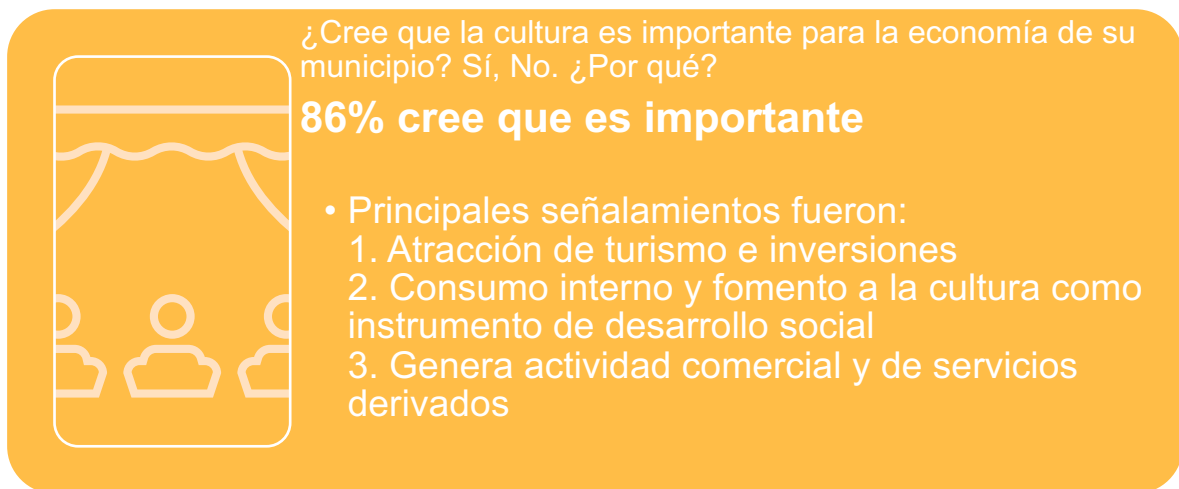 ¿Cree que la cultura es importante para la economía de su
municipio? Sí, No. ¿Por qué?
86% cree que es importante
• Principales señalamientos fueron:
1. Atracción de turismo e inversiones
2. Consumo interno y fomento a la cultura como
instrumento de desarrollo social
3. Genera actividad comercial y de servicios
derivados